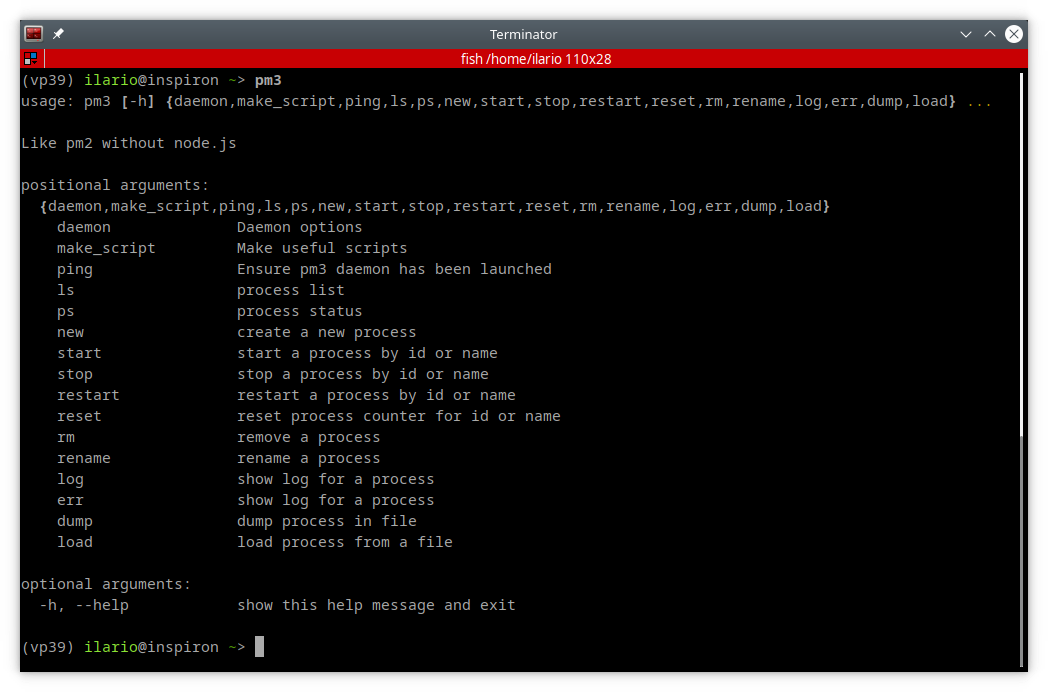 Terminator
fish /home/ilario 110x28
(vp39) ilario@inspiron ~> pm3
usage: pm3 [-h] {daemon,make_script,ping,ls,ps,new,start,stop,restart,reset,rm,rename,log,err,dump,load} ...
Like pm2 without node.js
positional arguments:
{daemon,make_script,ping,ls,ps,new,start,stop,restart,reset,rm,rename,log,err,dump,load}
daemon Daemon options
make_script Make useful scripts
ping Ensure pm3 daemon has been launched
ls process list
ps process status
new create a new process
start start a process by id or name
stop stop a process by id or name
restart restart a process by id or name
reset reset process counter for id or name
rm remove a process
rename rename a process
log show log for a process
err show log for a process
dump dump process in file
load load process from a file
optional arguments:
-h, --help show this help message and exit
(vp39) ilario@inspiron ~>